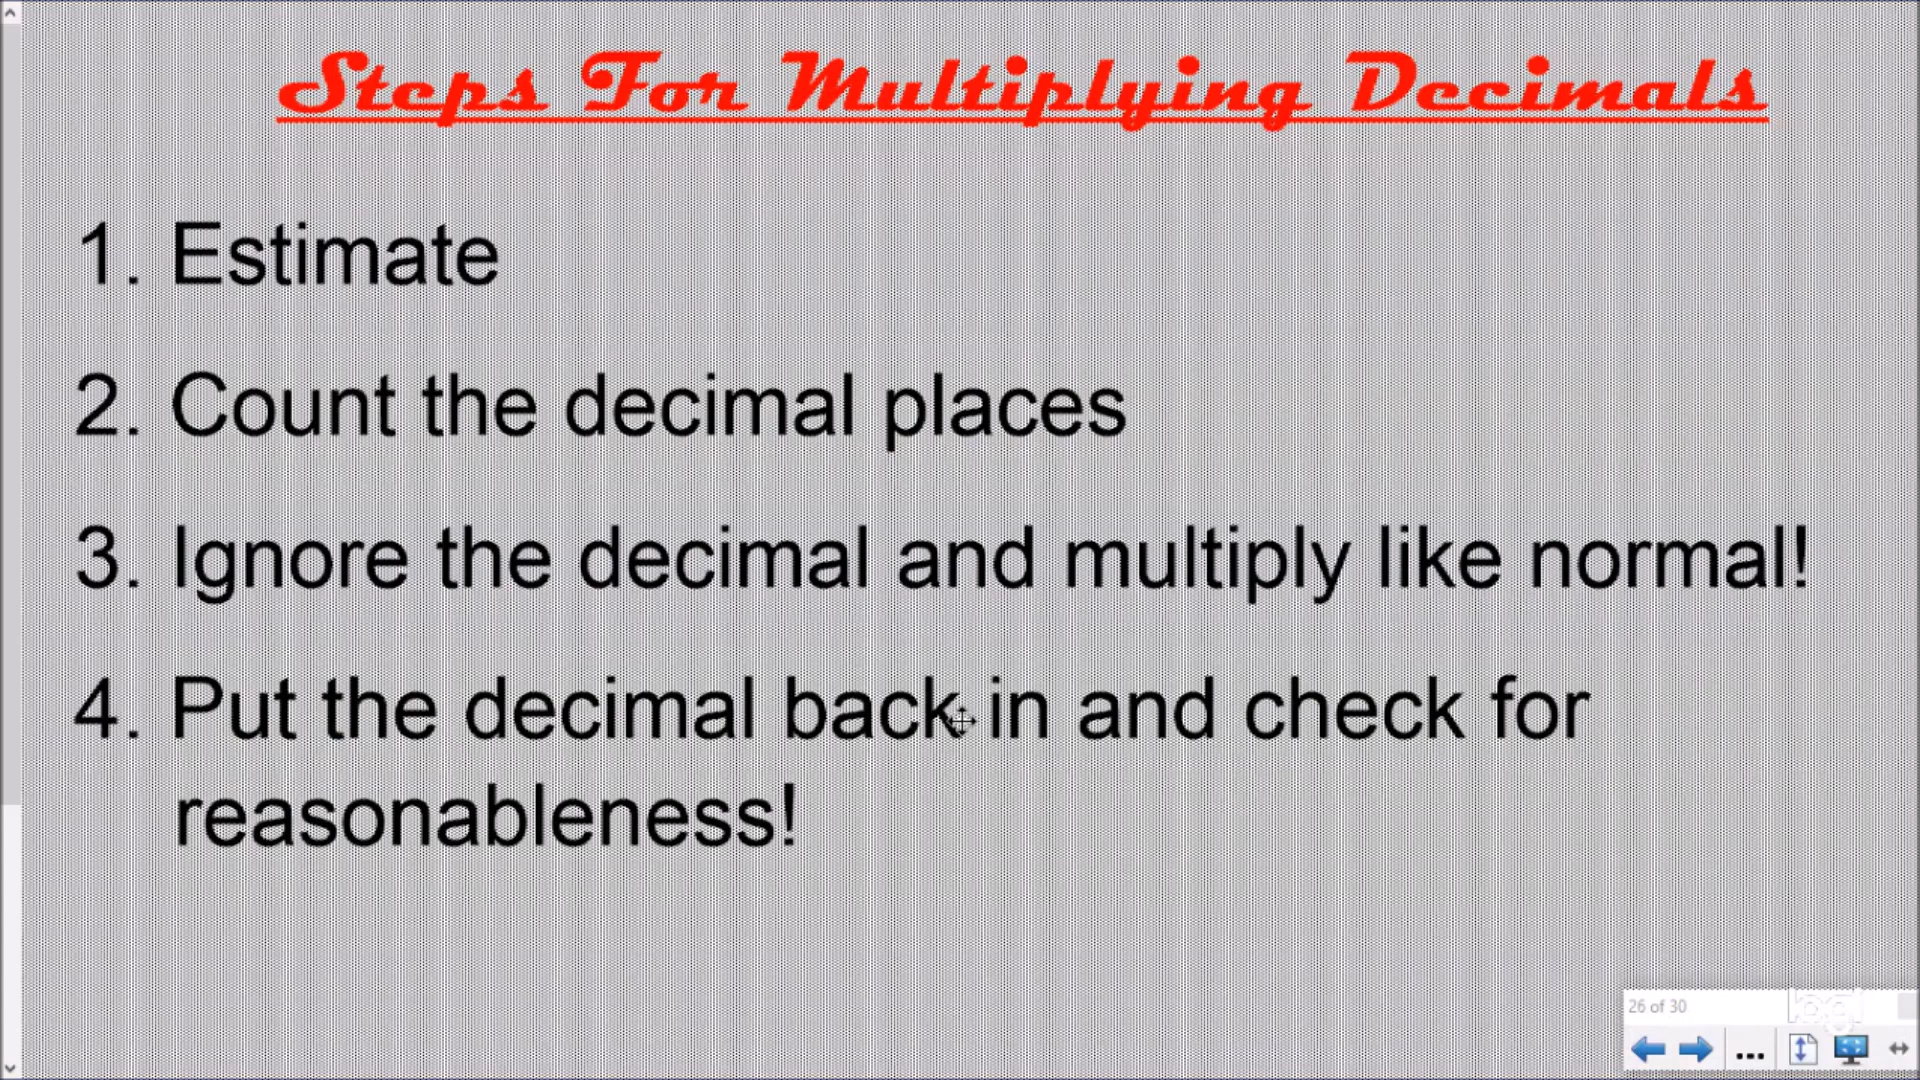 Steps For Multiplying Decimals
1. Estimate
2. Count the decimal places
3. Ignore the decimal and multiply like normal!
4. Put the decimal back in and check for
reasonableness!
26 of 30